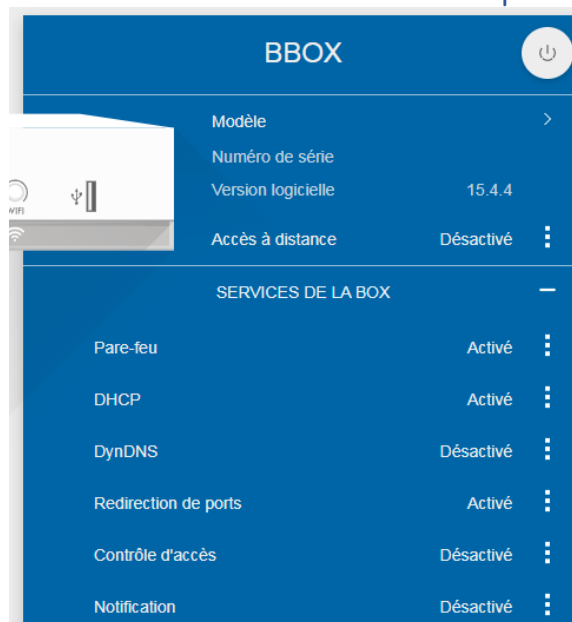 BBOX
Modèle
Numéro de série
Version logicielle 15.4.4
WIFI
Accès à distance Désactivé
SERVICES DE LA BOX
Pare-feu Activé
DHCP Activé
DynDNS Désactivé
Redirection de ports Activé
Contrôle d'accès Désactivé
Notification Désactivé